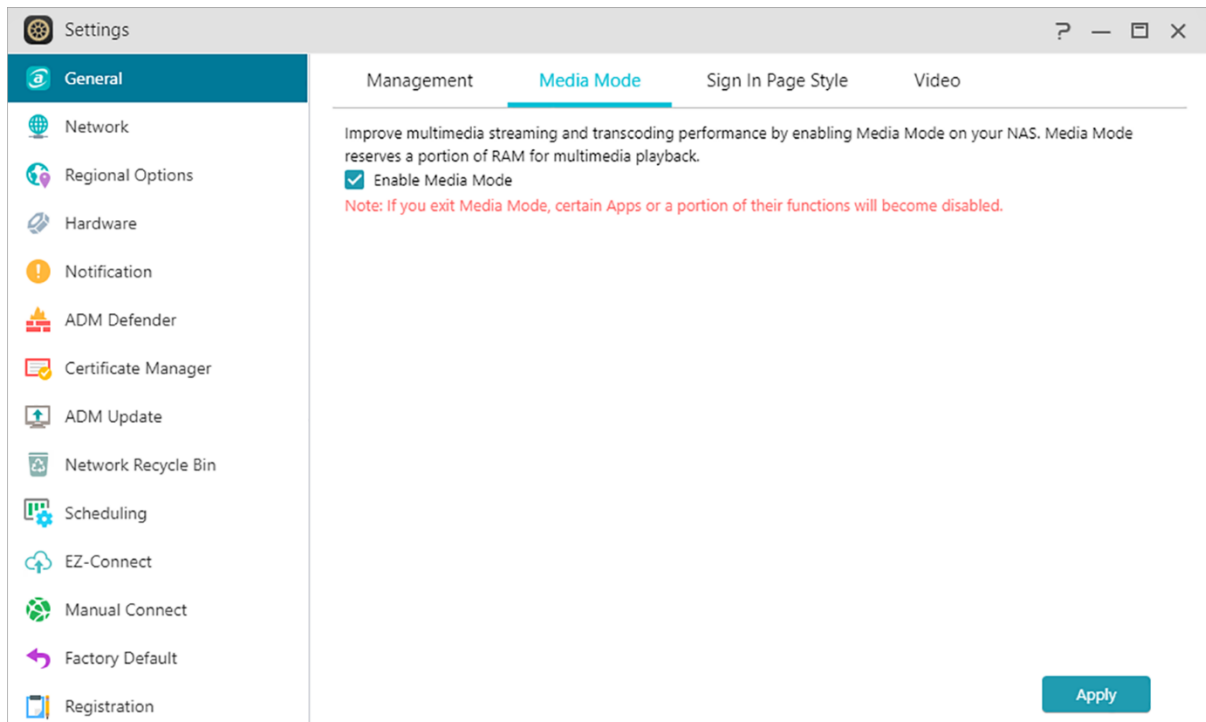 Settings
General
Network
Regional Options
Hardware
Notification
ADM Defender
Certificate Manager
ADM Update
Network Recycle Bin
Scheduling
EZ-Connect
Manual Connect
Factory Default
Registration
Management
Media Mode
Sign In Page Style
Video
Improve multimedia streaming and transcoding performance by enabling Media Mode on your NAS. Media Mode
reserves a portion of RAM for multimedia playback.
Enable Media Mode
Note: If you exit Media Mode, certain Apps or a portion of their functions will become disabled.
Apply